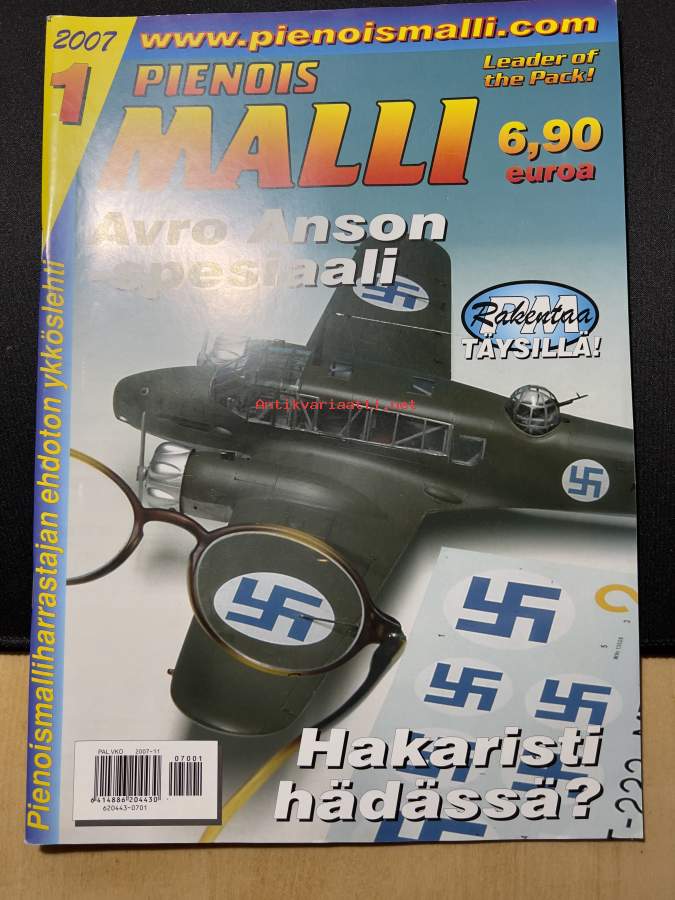 2007
www.pienoismalli.com
1
PIENOIS
MALLI
Leader of
the Pack!
6,90
euroa
Avro Anson
-spesiaali
PM
Rakentaa
TÄYSILLÄ!
Antikvariaatti.net
Pienoismalliharrastajan ehdoton ykköslehti
Hakaristi
hädässä?
PAL.VKO 2007-11
07001
6 414886 204430
620443-0701